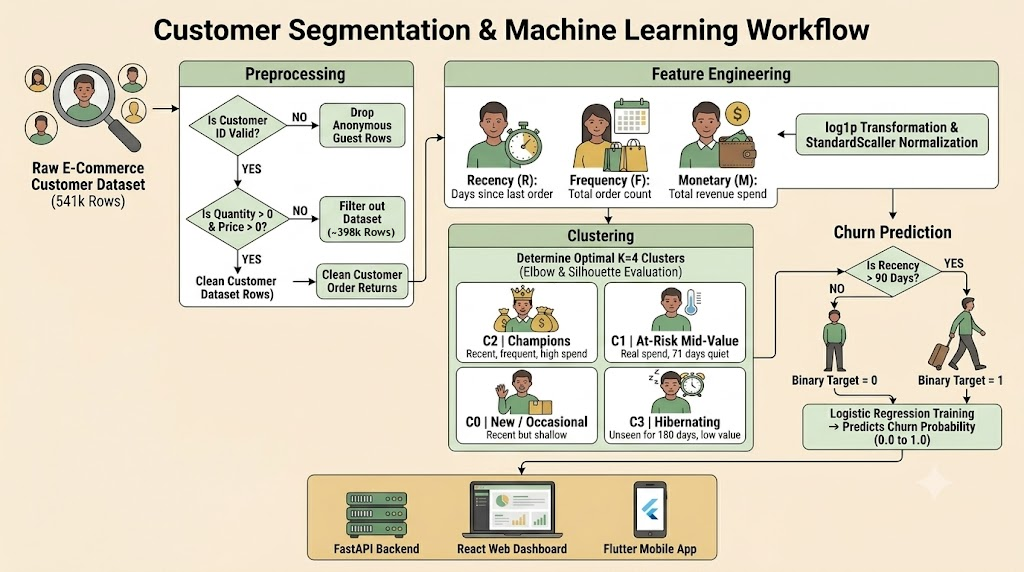 Customer Segmentation & Machine Learning Workflow
Raw E-Commerce
Customer Dataset
(541k Rows)
Preprocessing
Is Customer
ID Valid?
NO
Drop
Anonymous
Guest Rows
YES
Is Quantity > 0
& Price > 0?
NO
Filter out
Dataset
(~398k Rows)
YES
Clean Customer
Dataset Rows)
Clean Customer
Order Returns
Feature Engineering
Recency (R):
Days since last order
Frequency (F):
Total order count
Monetary (M):
Total revenue spend
log1p Transformation &
StandardScaller Normalization
Clustering
Determine Optimal K=4 Clusters
(Elbow & Silhouette Evaluation)
C2 | Champions
Recent, frequent, high spend
C1 | At-Risk Mid-Value
Real spend, 71 days quiet
C0 | New / Occasional
Recent but shallow
C3 | Hibernating
Unseen for 180 days, low value
Churn Prediction
Is Recency
> 90 Days?
YES
NO
Binary Target = 0
Binary Target = 1
Logistic Regression Training
→ Predicts Churn Probability
(0.0 to 1.0)
FastAPI Backend
React Web Dashboard
Flutter Mobile App